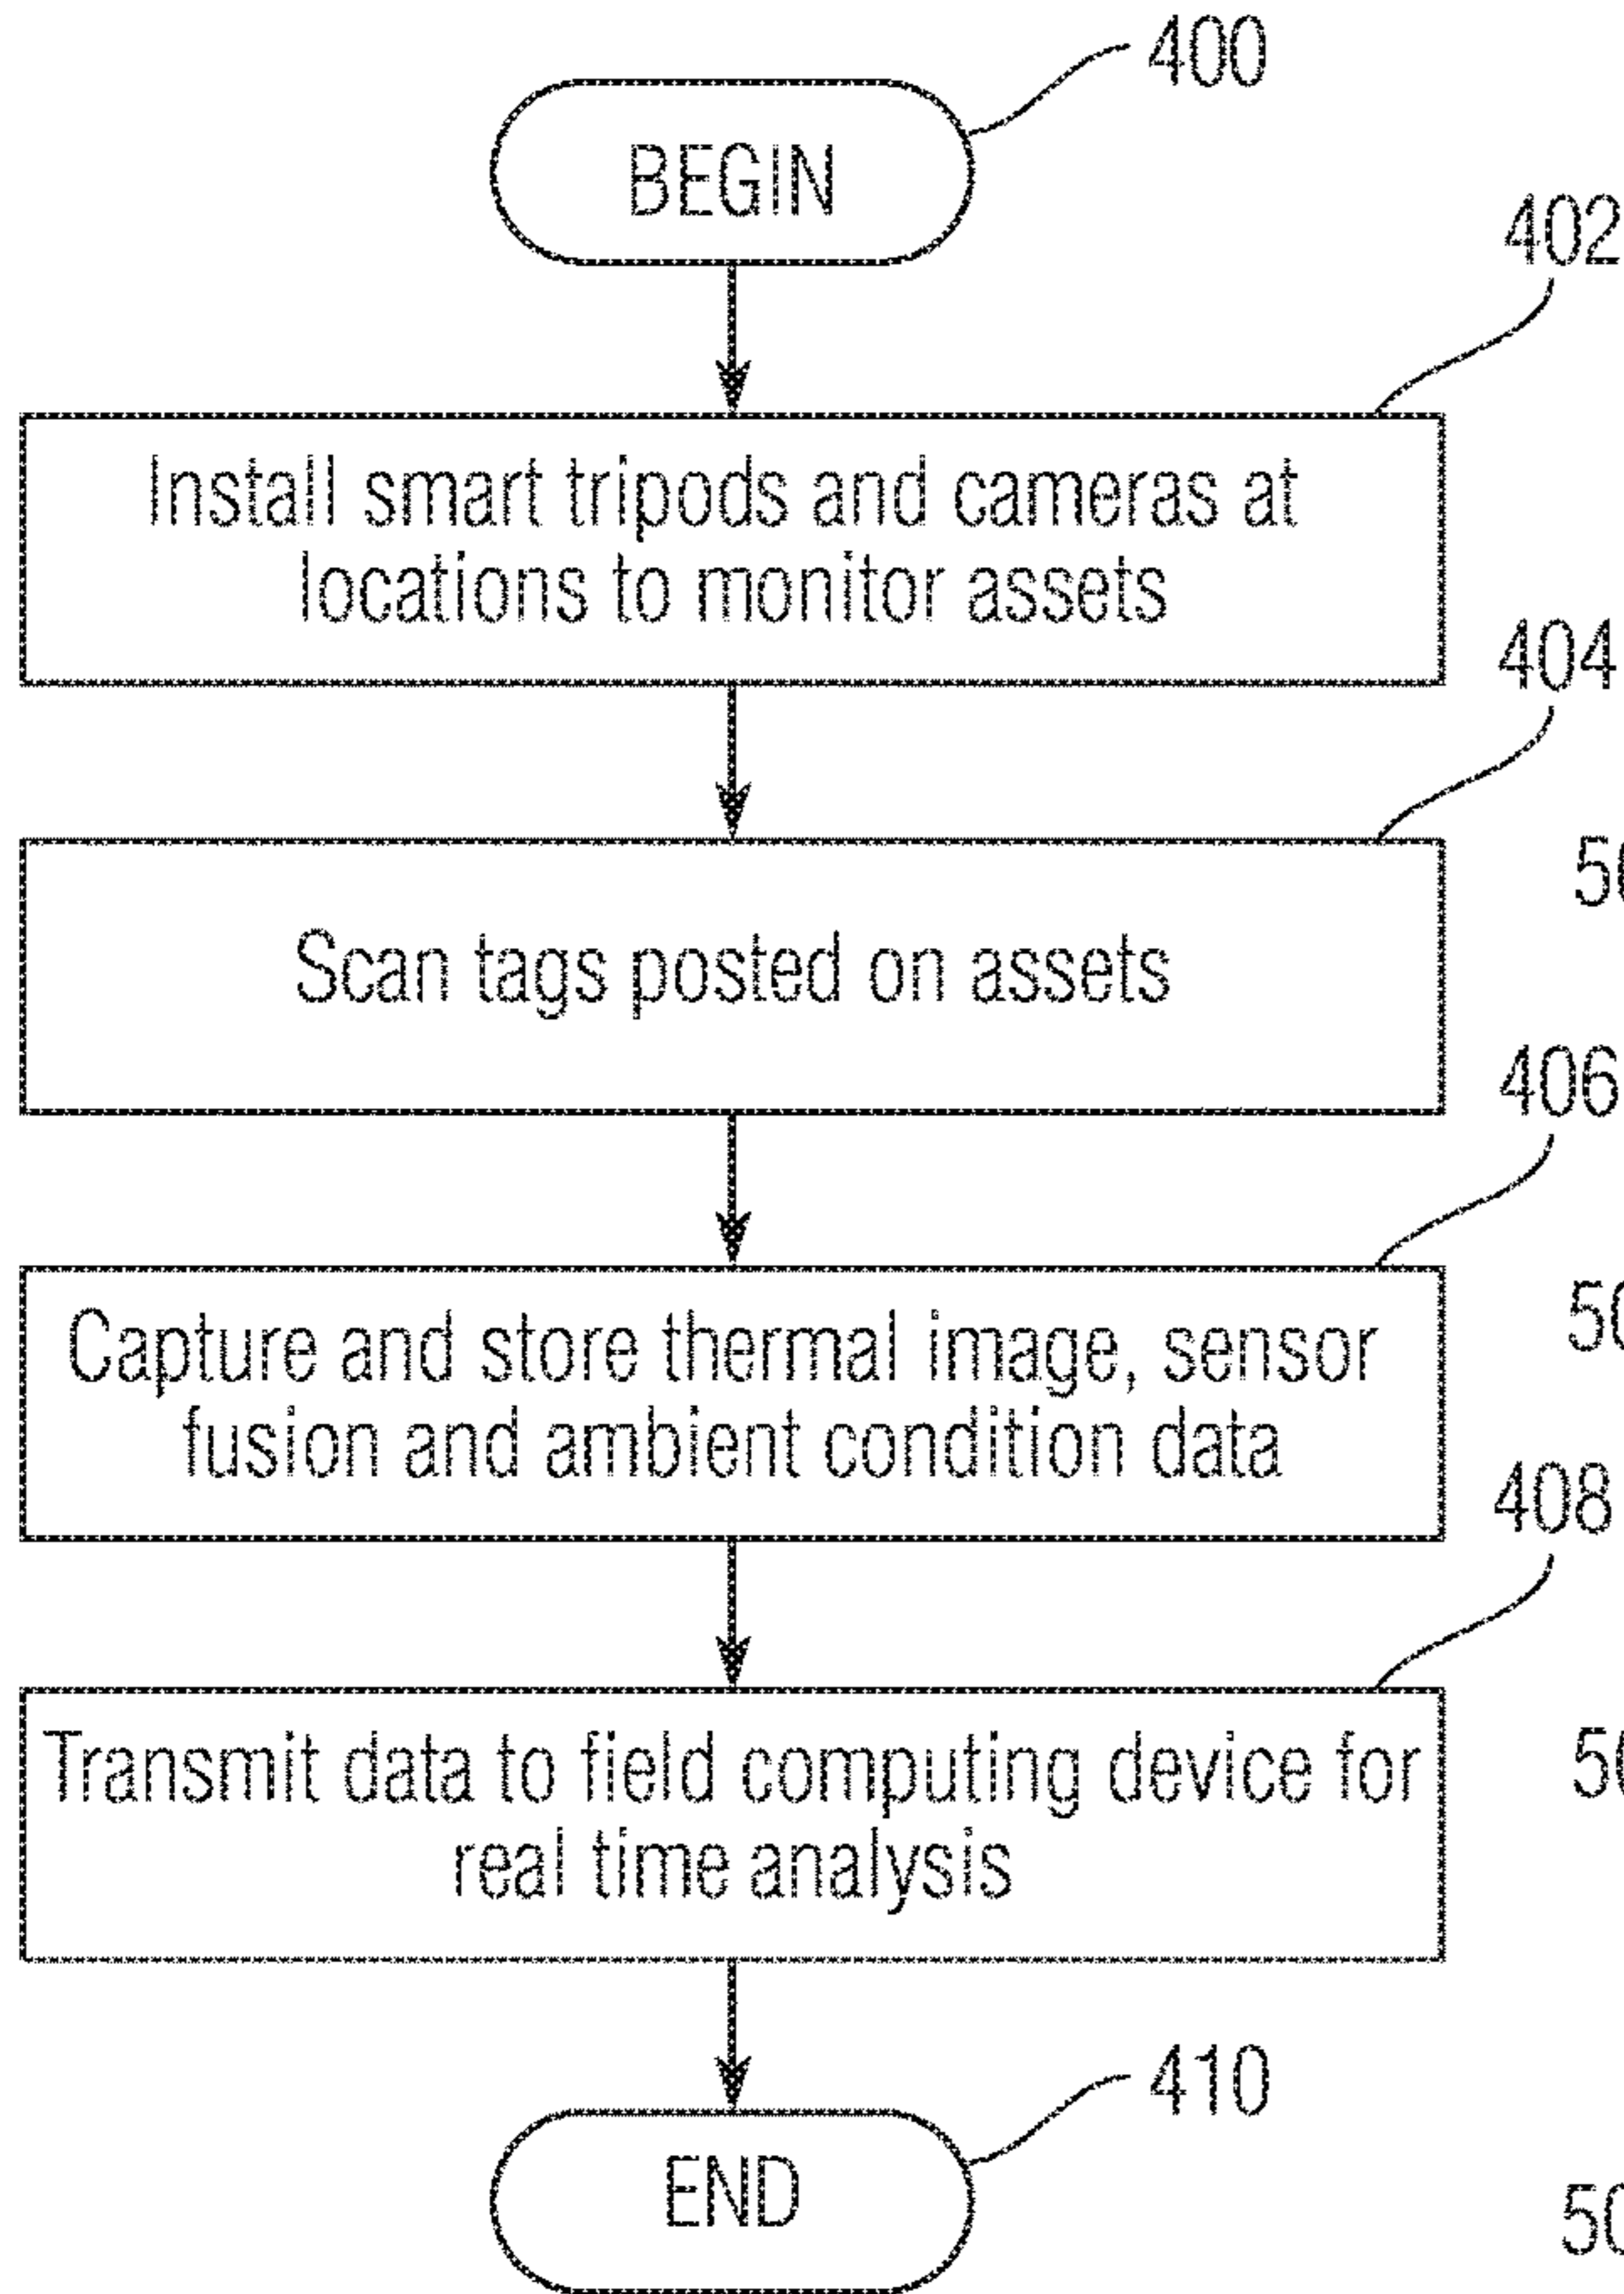 400
BEGIN
402
Install smart tripods and cameras at
locations to monitor assets
404
Scan tags posted on assets
406
Capture and store thermal image, sensor
fusion and ambient condition data
408
Transmit data to field computing device for
real time analysis
410
END